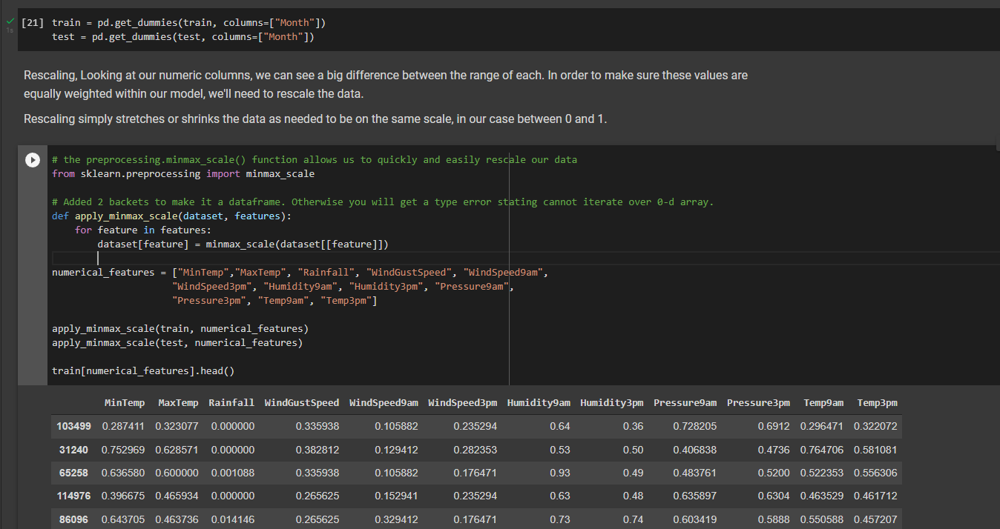 [21] train = pd.get_dummies(train, columns=["Month"])
test = pd.get_dummies(test, columns=["Month"])
1s
Rescaling, Looking at our numeric columns, we can see a big difference between the range of each. In order to make sure these values are
equally weighted within our model, we'll need to rescale the data.
Rescaling simply stretches or shrinks the data as needed to be on the same scale, in our case between 0 and 1.
# the preprocessing.minmax_scale() function allows us to quickly and easily rescale our data
from sklearn.preprocessing import minmax_scale
# Added 2 backets to make it a dataframe. Otherwise you will get a type error stating cannot iterate over 0-d array.
def apply_minmax_scale(dataset, features):
for feature in features:
dataset[feature] = minmax_scale(dataset[[feature]])
numerical_features = ["MinTemp","MaxTemp", "Rainfall", "WindGustSpeed", "WindSpeed9am",
"WindSpeed3pm", "Humidity9am", "Humidity3pm", "Pressure9am",
"Pressure3pm", "Temp9am", "Temp3pm"]
apply_minmax_scale(train, numerical_features)
apply_minmax_scale(test, numerical_features)
train[numerical_features].head()
MinTemp MaxTemp Rainfall WindGustSpeed WindSpeed9am WindSpeed3pm Humidity9am Humidity3pm Pressure9am Pressure3pm Temp9am Temp3pm
103499 0.287411 0.323077 0.000000 0.335938 0.105882 0.235294 0.64 0.36 0.728205 0.6912 0.296471 0.322072
31240 0.752969 0.628571 0.000000 0.382812 0.129412 0.282353 0.53 0.50 0.406838 0.4736 0.764706 0.581081
65258 0.636580 0.600000 0.001088 0.335938 0.105882 0.176471 0.93 0.49 0.483761 0.5200 0.522353 0.556306
114976 0.396675 0.465934 0.000000 0.265625 0.152941 0.235294 0.63 0.48 0.635897 0.6304 0.463529 0.461712
86096 0.643705 0.463736 0.014146 0.265625 0.329412 0.176471 0.73 0.74 0.603419 0.5888 0.550588 0.457207